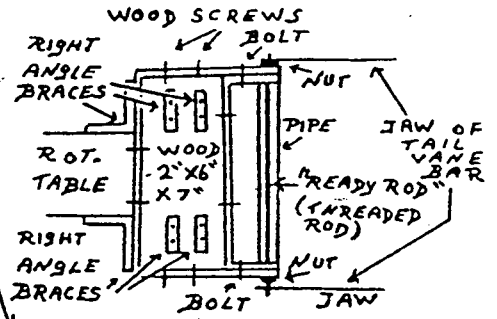 WOOD SCREWS
BOLT
RIGHT
ANGLE
BRACES
NUT
PIPE
JAW OF
TAIL
VANE
BAR
ROT.
TABLE
WOOD
2"X6"
X7"
"READY ROD"
(THREADED
ROD)
RIGHT
ANGLE
BRACES
NUT
BOLT
JAW